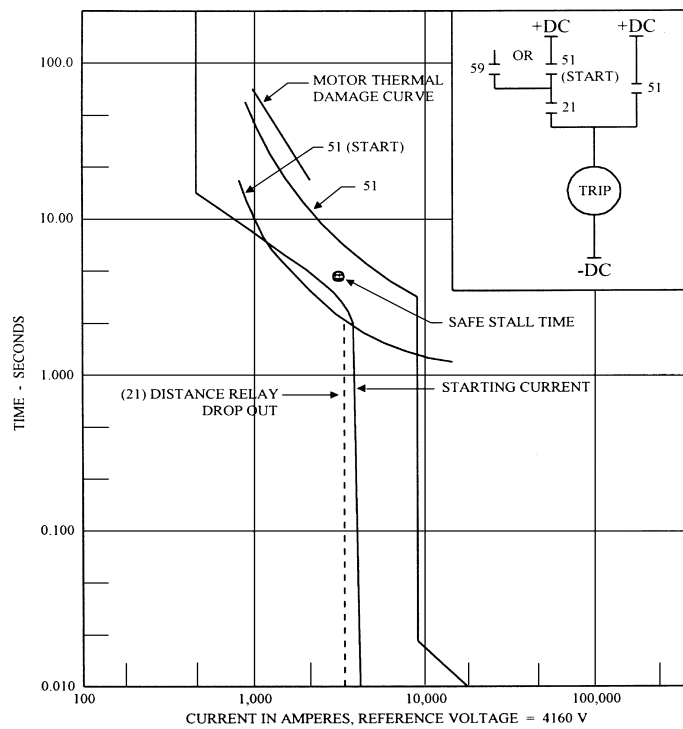 100.0
10.00
1.000
0.100
0.010
TIME - SECONDS
100
1,000
10,000
100,000
CURRENT IN AMPERES, REFERENCE VOLTAGE = 4160 V
MOTOR THERMAL
DAMAGE CURVE
51 (START)
51
SAFE STALL TIME
(21) DISTANCE RELAY
DROP OUT
STARTING CURRENT
+DC
+DC
59
OR
51
(START)
21
51
TRIP
-DC